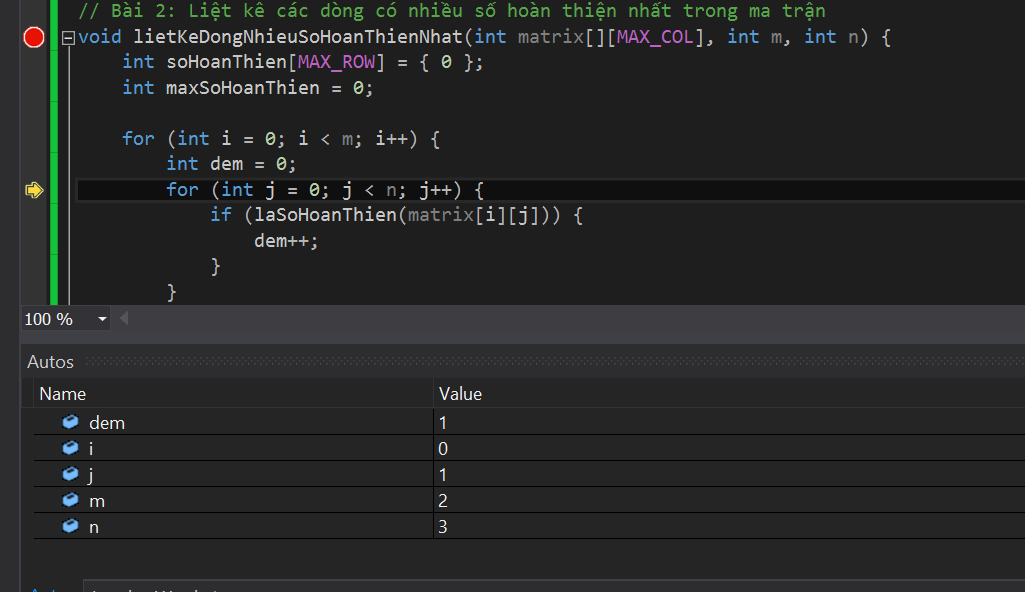 // Bài 2: Liệt kê các dòng có nhiều số hoàn thiện nhất trong ma trận
void lietKeDongNhieuSoHoanThienNhat(int matrix[][MAX_COL], int m, int n) {
int soHoanThien[MAX_ROW] = { 0 };
int maxSoHoanThien = 0;
for (int i = 0; i < m; i++) {
int dem = 0;
for (int j = 0; j < n; j++) {
if (laSoHoanThien(matrix[i][j])) {
dem++;
}
}
100 %
Autos
Name Value
dem 1
i 0
j 1
m 2
n 3